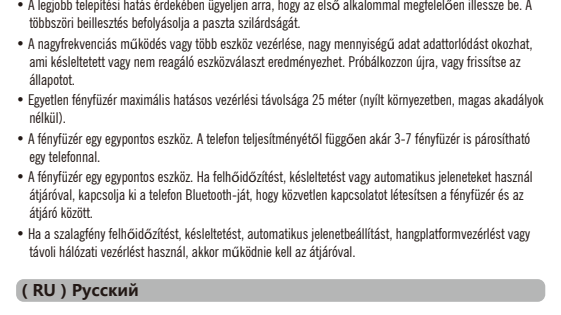 • A legjobb telepítési hatás érdekében ügyeljen arra, hogy az első alkalommal megfelelően illessze be. A
többszöri beillesztés befolyásolja a paszta szilárdságát.
• A nagyfrekvenciás működés vagy több eszköz vezérlése, nagy mennyiségű adat adattorlódást okozhat,
ami késleltetett vagy nem reagáló eszközválaszt eredményezhet. Próbálkozzon újra, vagy frissítse az
állapotot.
• Egyetlen fényfüzér maximális hatásos vezérlési távolsága 25 méter (nyílt környezetben, magas akadályok
nélkül).
• A fényfüzér egy egypontos eszköz. A telefon teljesítményétől függően akár 3-7 fényfüzér is párosítható
egy telefonnal.
• A fényfüzér egy egypontos eszköz. Ha felhőidőzítést, késleltetést vagy automatikus jeleneteket használ
átjáróval, kapcsolja ki a telefon Bluetooth-ját, hogy közvetlen kapcsolatot létesítsen a fényfüzér és az
átjáró között.
• Ha a szalagfény felhőidőzítést, késleltetést, automatikus jelenetbeállítást, hangplatformvezérlést vagy
távoli hálózati vezérlést használ, akkor működnie kell az átjáróval.
( RU ) Русский